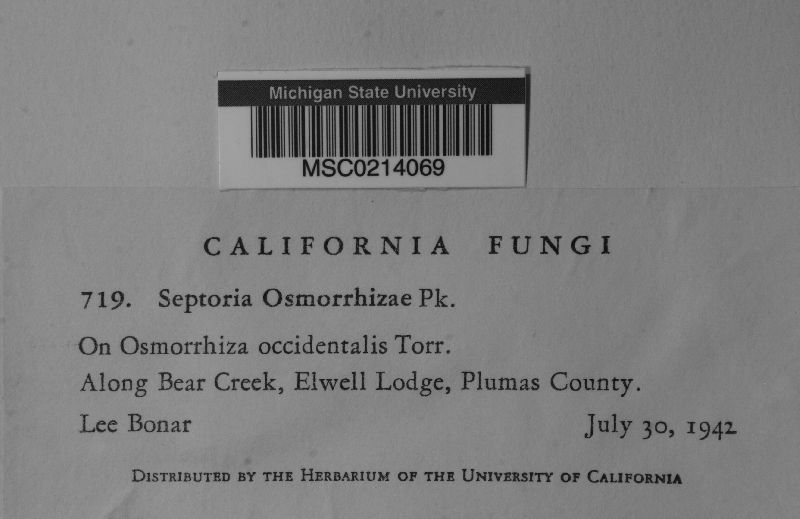 Michigan State University
MSC0214069
CALIFORNIA FUNGI
719. Septoria Osmorrhizae Pk.
On Osmorrhiza occidentalis Torr.
Along Bear Creek, Elwell Lodge, Plumas County.
Lee Bonar July 30, 1942
DISTRIBUTED BY THE HERBARIUM OF THE UNIVERSITY OF CALIFORNIA